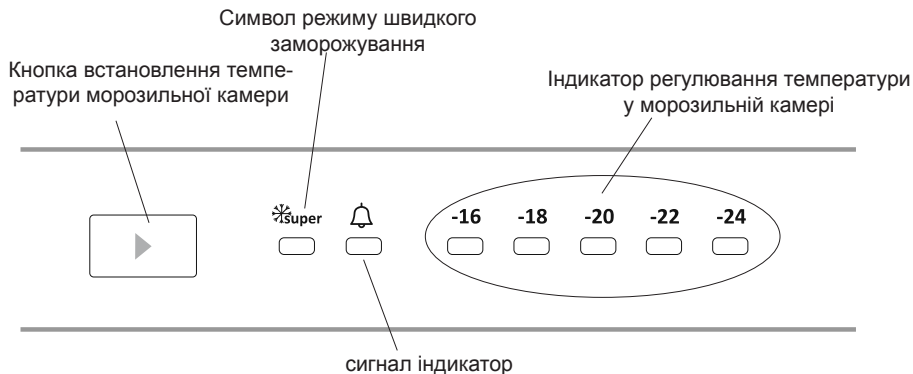 Символ режиму швидкого
заморожування
Кнопка встановлення темпе-
ратури морозильної камери
Індикатор регулювання температури
у морозильній камері
super
-16 -18 -20 -22 -24
сигнал індикатор